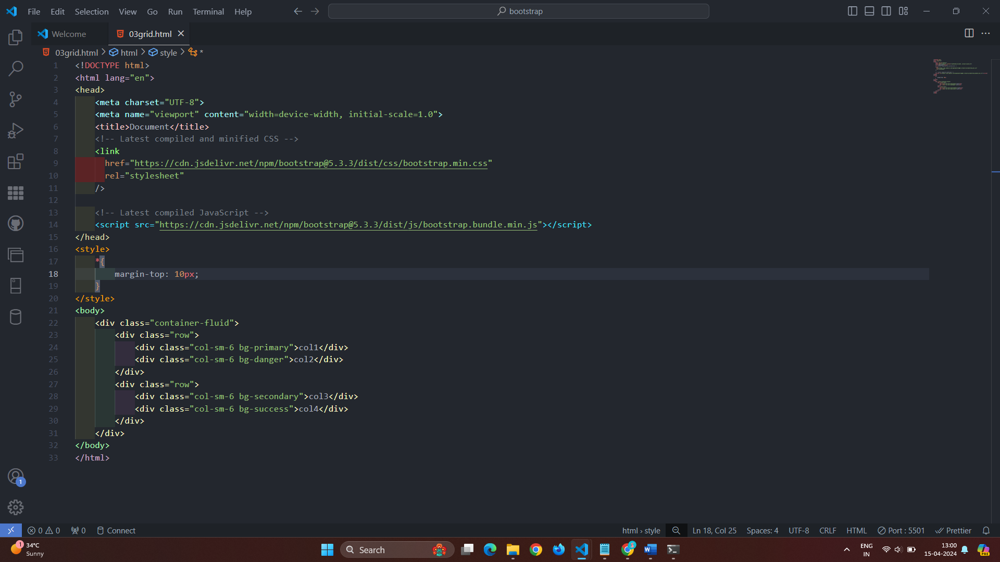 File Edit Selection View Go Run Terminal Help
bootstrap
Welcome
03grid.html
03grid.html > html > style > *
1 <!DOCTYPE html>
2 <html lang="en">
3 <head>
4 <meta charset="UTF-8">
5 <meta name="viewport" content="width=device-width, initial-scale=1.0">
6 <title>Document</title>
7 <!-- Latest compiled and minified CSS -->
8 <link
9 href="https://cdn.jsdelivr.net/npm/bootstrap@5.3.3/dist/css/bootstrap.min.css"
10 rel="stylesheet"
11 />
12
13 <!-- Latest compiled JavaScript -->
14 <script src="https://cdn.jsdelivr.net/npm/bootstrap@5.3.3/dist/js/bootstrap.bundle.min.js"></script>
15 </head>
16 <style>
17 *{
18 margin-top: 10px;
19 }
20 </style>
21 <body>
22 <div class="container-fluid">
23 <div class="row">
24 <div class="col-sm-6 bg-primary">col1</div>
25 <div class="col-sm-6 bg-danger">col2</div>
26 </div>
27 <div class="row">
28 <div class="col-sm-6 bg-secondary">col3</div>
29 <div class="col-sm-6 bg-success">col4</div>
30 </div>
31 </div>
32 </body>
33 </html>
1
0 0 0 Connect
html › style Ln 18, Col 25 Spaces: 4 UTF-8 CRLF HTML Port : 5501 Prettier
1
34°C
Sunny
Search
ENG
IN
13:00
15-04-2024
PRE